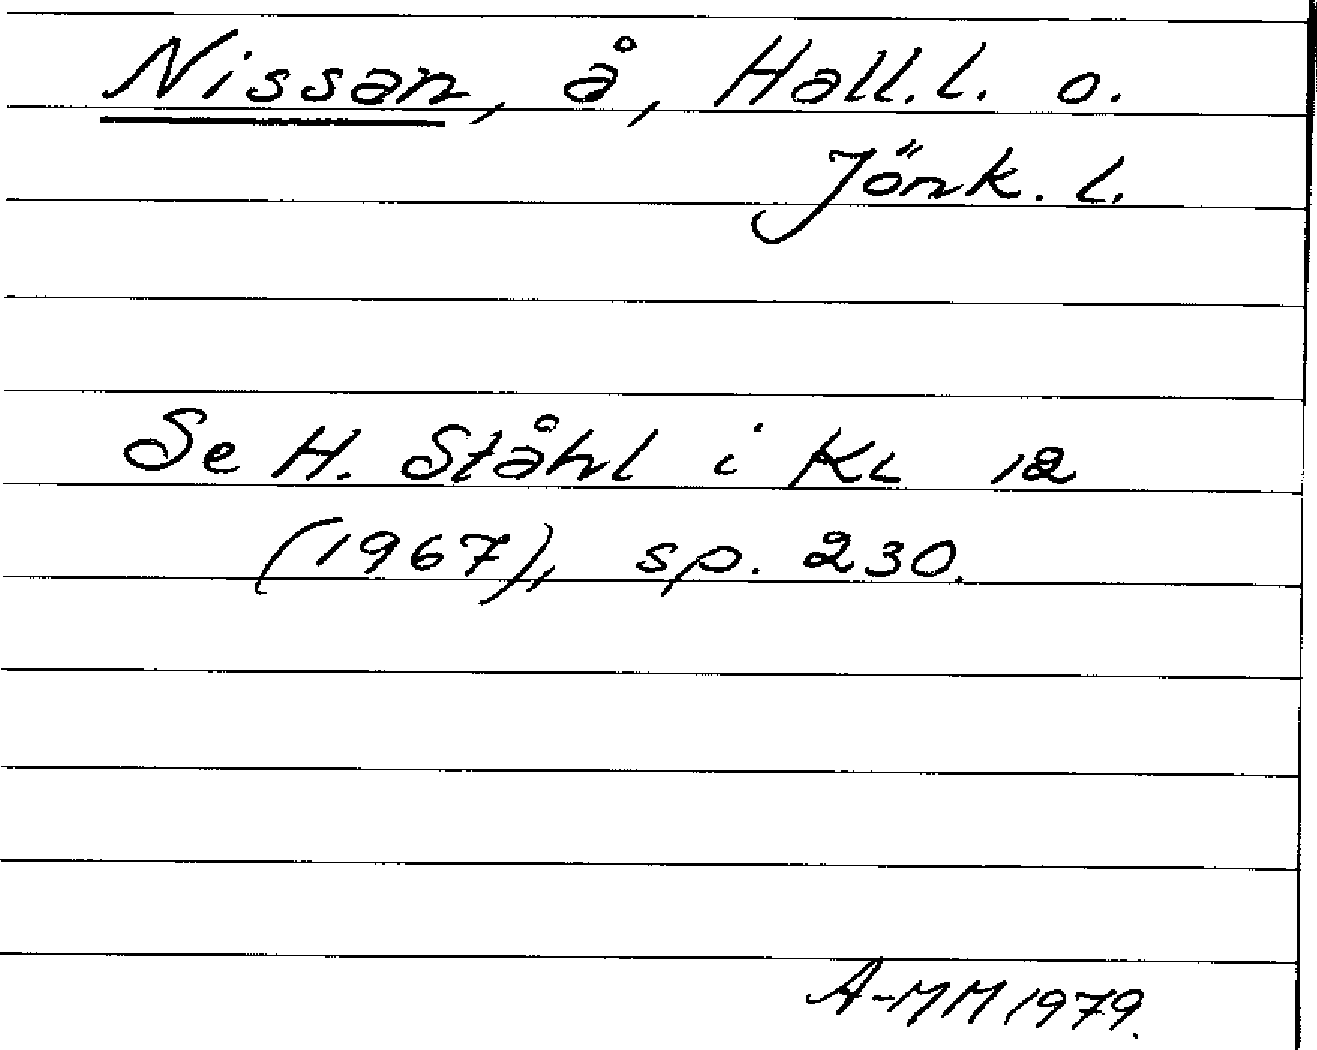 Nissan, å, Hall. l. o.
Jönk. l.
Se H. Ståhl i KL 12
(1967), sp. 230.
A-MM 1979.